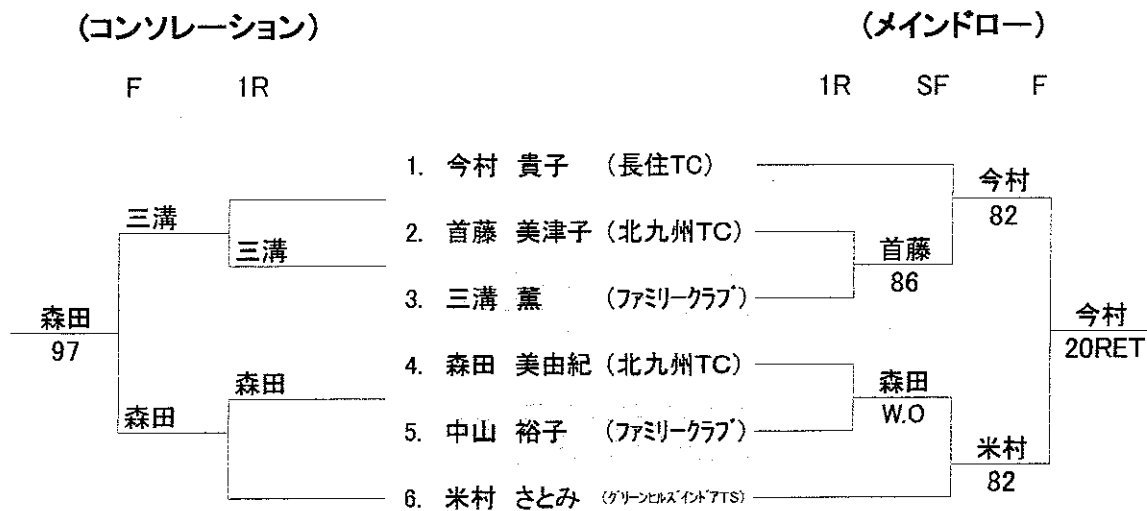 (コンソレーション) (メインドロー)
F 1R 1R SF F
1. 今村 貴子 (長住TC)
今村
82
三溝
2. 首藤 美津子 (北九州TC)
三溝
首藤
86
3. 三溝 薫 (ファミリークラブ)
森田
97
今村
20RET
4. 森田 美由紀 (北九州TC)
森田
森田
W.O
森田
5. 中山 裕子 (ファミリークラブ)
米村
82
6. 米村 さとみ (グリーンヒルズインドアTS)